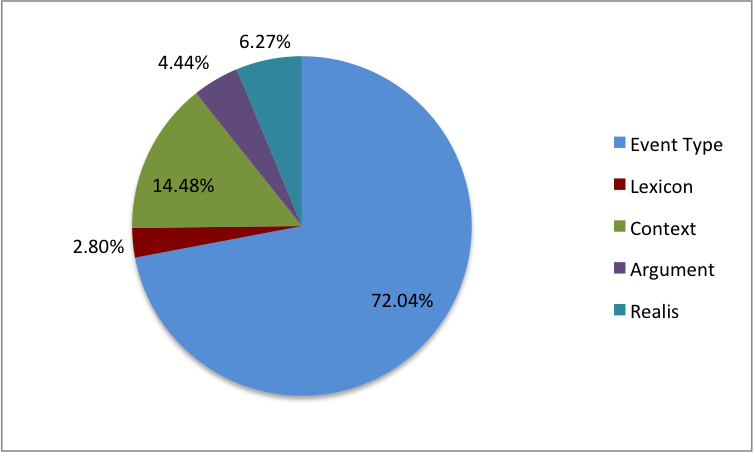 6.27%
4.44%
14.48%
2.80%
72.04%
Event Type
Lexicon
Context
Argument
Realis